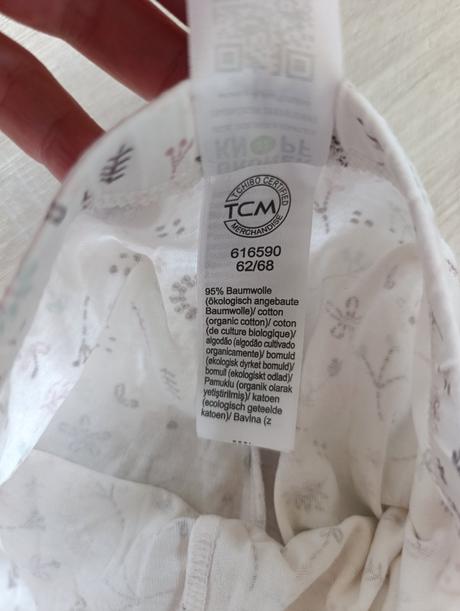 GRÜNER
KNOPF
TCHIBO CERTIFIED
TCM
MERCHANDISE
616590
62/68
95% Baumwolle
(ökologisch angebaute
Baumwolle)/ cotton
(organic cotton)/ coton
(de culture biologique)/
algodão (algodão cultivado
organicamente)/ bomuld
(økologisk dyrket bomuld)/
bomull (ekologiskt odlad)/
Pamuklu (organik olarak
yetiştirilmiş)/ katoen
(ecologisch geteelde
katoen)/ Bavlna (z